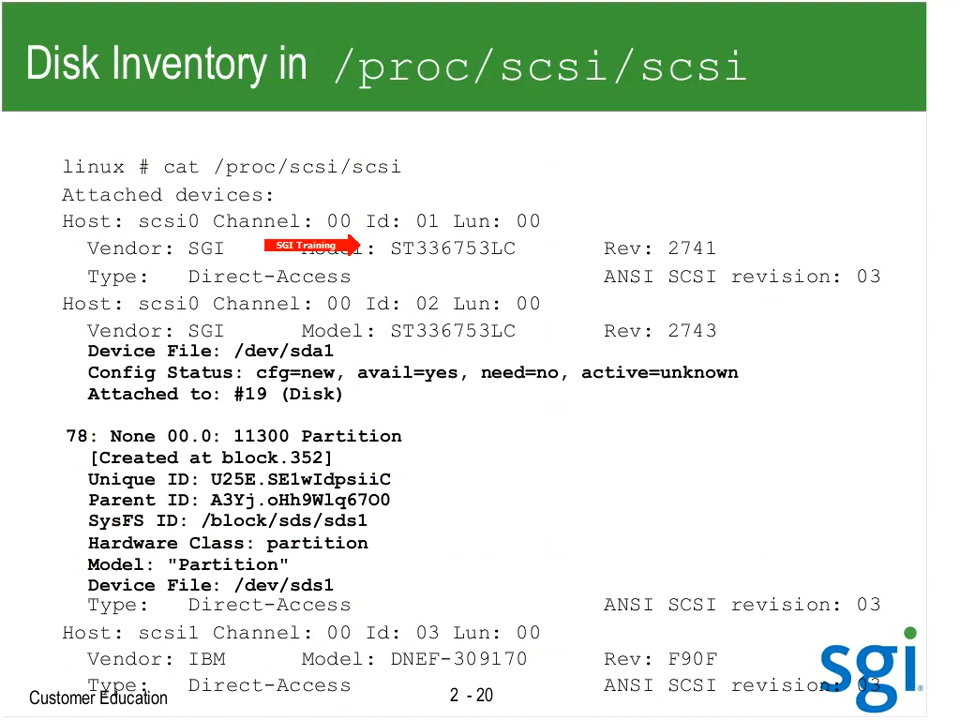 Disk Inventory in /proc/scsi/scsi
linux # cat /proc/scsi/scsi
Attached devices:
Host: scsi0 Channel: 00 Id: 01 Lun: 00
Vendor: SGI Model: ST336753LC Rev: 2741
SGI Training
Type: Direct-Access ANSI SCSI revision: 03
Host: scsi0 Channel: 00 Id: 02 Lun: 00
Vendor: SGI Model: ST336753LC Rev: 2743
Device File: /dev/sda1
Config Status: cfg=new, avail=yes, need=no, active=unknown
Attached to: #19 (Disk)
78: None 00.0: 11300 Partition
[Created at block.352]
Unique ID: U25E.SE1wIdpsiiC
Parent ID: A3Yj.oHh9Wlq67O0
SysFS ID: /block/sds/sds1
Hardware Class: partition
Model: "Partition"
Device File: /dev/sds1
Type: Direct-Access ANSI SCSI revision: 03
Host: scsi1 Channel: 00 Id: 03 Lun: 00
Vendor: IBM Model: DNEF-309170 Rev: F90F
Type: Direct-Access ANSI SCSI revision: 03
sgi®
Customer Education
2 - 20